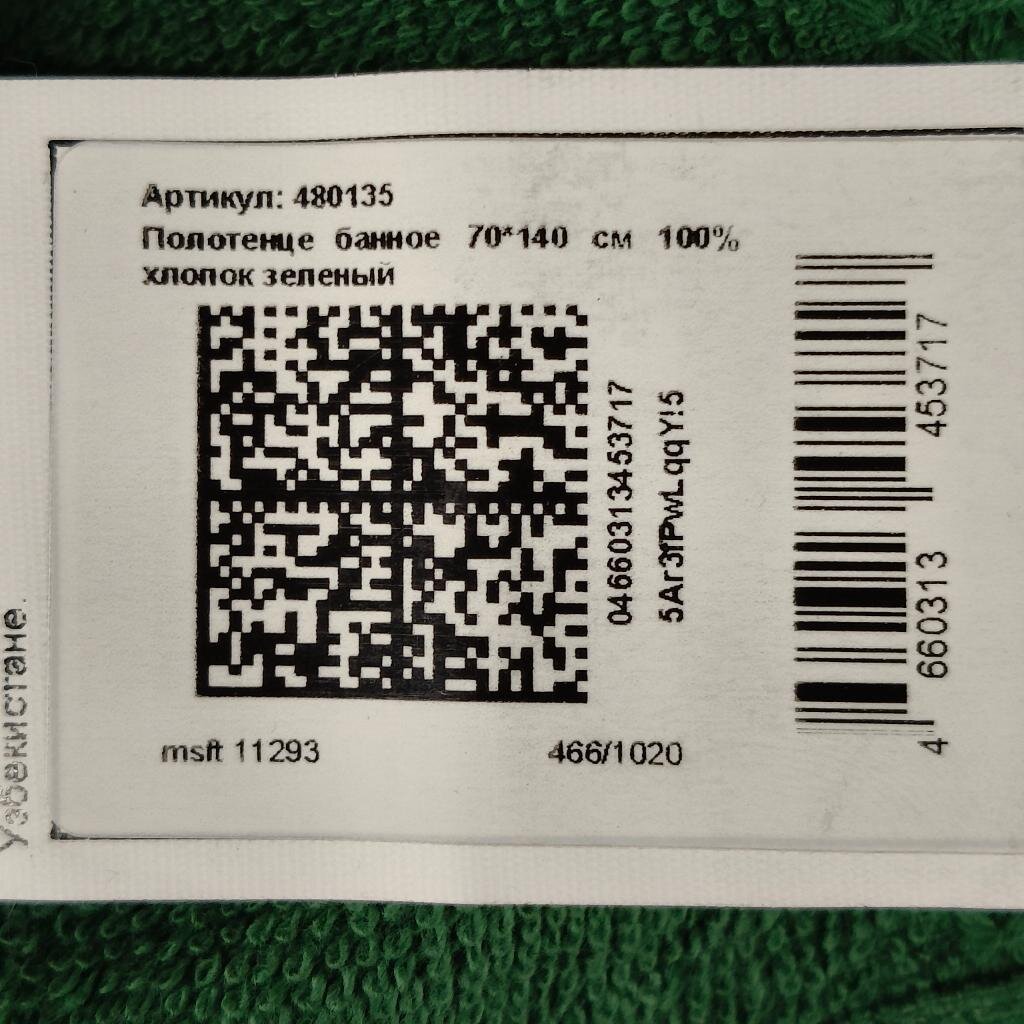 Артикул: 480135
Полотенце банное 70*140 см 100%
хлопок зеленый
04660313453717
5Ar3fPwLqqY!5
4 660313 453717
msft 11293
466/1020
Узбекистане.